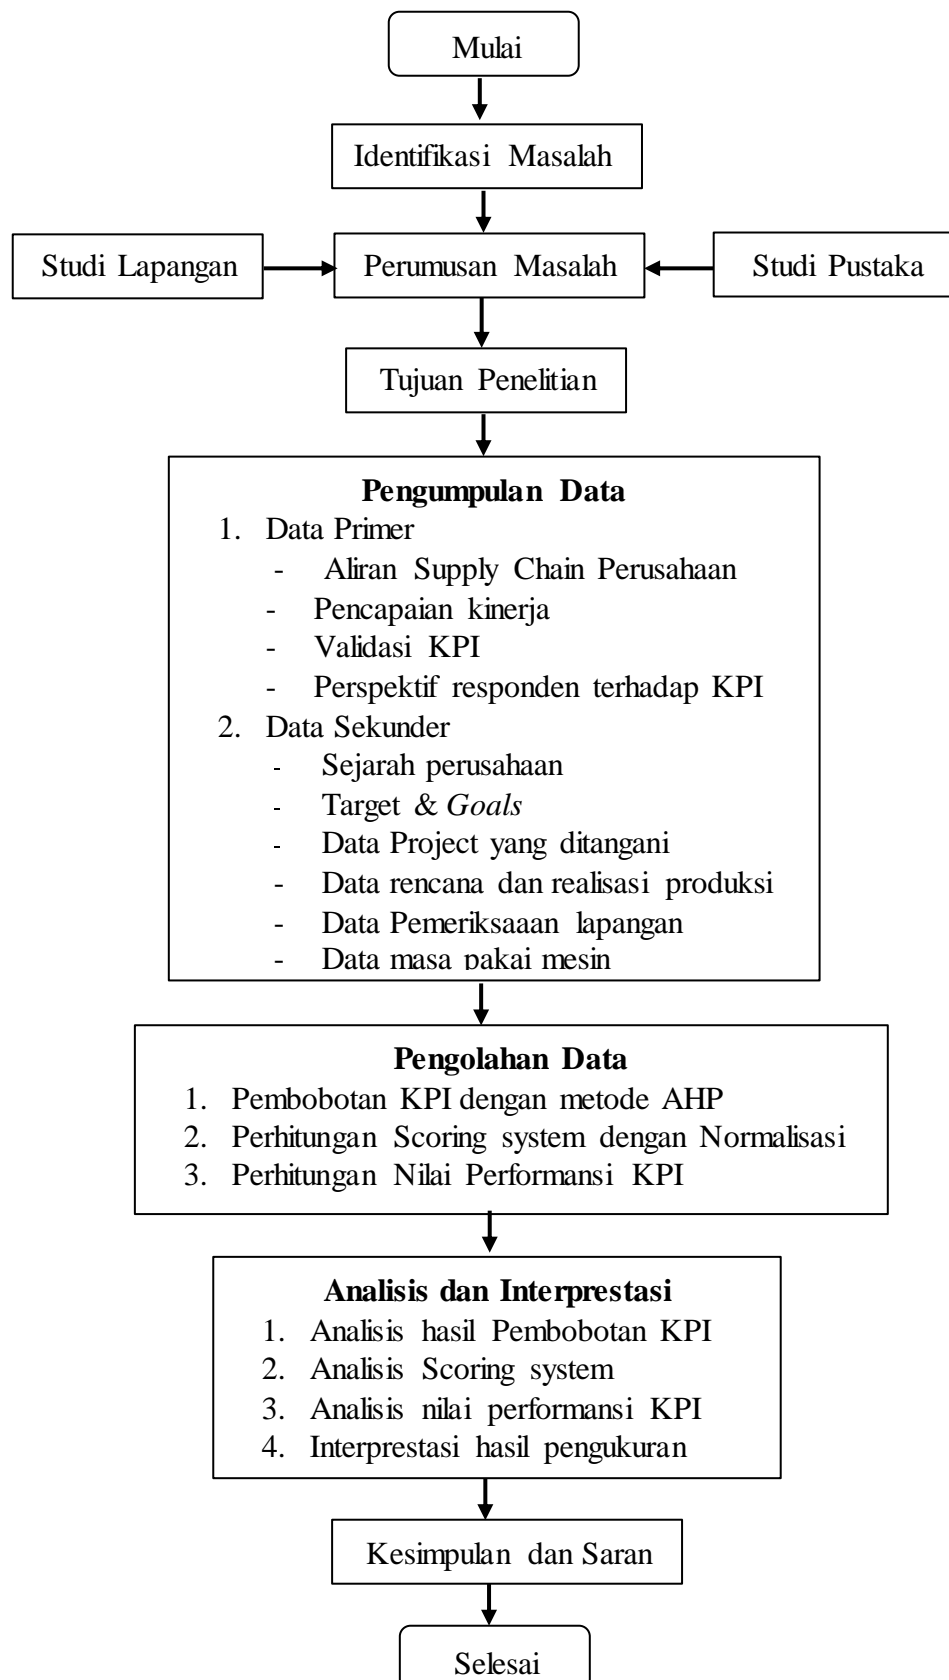 Mulai
Identifikasi Masalah
Studi Lapangan
Perumusan Masalah
Studi Pustaka
Tujuan Penelitian
Pengumpulan Data
1. Data Primer
- Aliran Supply Chain Perusahaan
- Pencapaian kinerja
- Validasi KPI
- Perspektif responden terhadap KPI
2. Data Sekunder
- Sejarah perusahaan
- Target & Goals
- Data Project yang ditangani
- Data rencana dan realisasi produksi
- Data Pemeriksaaan lapangan
- Data masa pakai mesin
Pengolahan Data
1. Pembobotan KPI dengan metode AHP
2. Perhitungan Scoring system dengan Normalisasi
3. Perhitungan Nilai Performansi KPI
Analisis dan Interprestasi
1. Analisis hasil Pembobotan KPI
2. Analisis Scoring system
3. Analisis nilai performansi KPI
4. Interprestasi hasil pengukuran
Kesimpulan dan Saran
Selesai